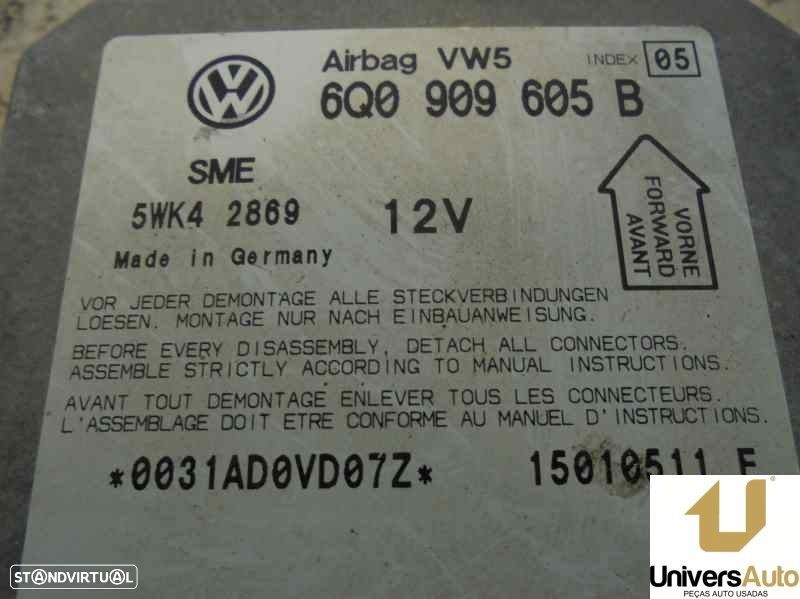 Airbag VW5 INDEX 05
6Q0 909 605 B
SME
5WK4 2869 12V
Made in Germany
VORNE
FORWARD
AVANT
VOR JEDER DEMONTAGE ALLE STECKVERBINDUNGEN
LOESEN. MONTAGE NUR NACH EINBAUANWEISUNG.
BEFORE EVERY DISASSEMBLY, DETACH ALL CONNECTORS.
ASSEMBLE STRICTLY ACCORDING TO MANUAL INSTRUCTIONS.
AVANT TOUT DEMONTAGE ENLEVER TOUS LES CONNECTEURS.
L'ASSEMBLAGE DOIT ETRE CONFORME AU MANUEL D'INSTRUCTIONS.
*0031AD0VD07Z* 15010511
STANDVIRTUAL
UniversAuto
PEÇAS AUTO USADAS